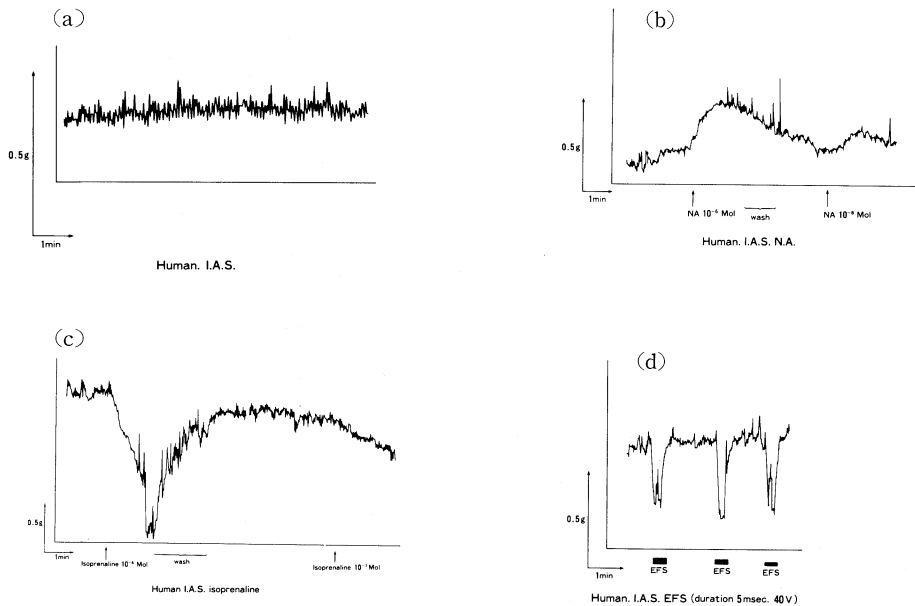 (a)
0.5g
1min
Human. I.A.S.
(b)
0.5g
1min
NA 10⁻⁶ Mol
wash
NA 10⁻⁸ Mol
Human. I.A.S. N.A.
(c)
0.5g
1min
Isoprenaline 10⁻⁶ Mol
wash
Isoprenaline 10⁻⁷ Mol
Human I.A.S. isoprenaline
(d)
0.5g
1min
EFS
EFS
EFS
Human. I.A.S. EFS (duration 5msec. 40V)